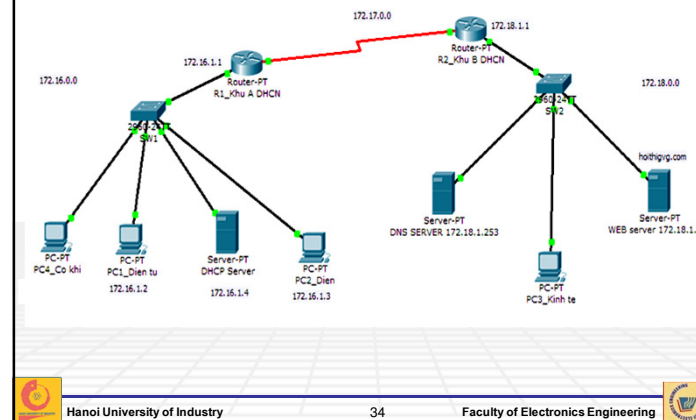 172.17.0.0
172.18.1.1
172.16.1.1
Router-PT
R2_Khu B DHCN
172.16.0.0
Router-PT
R1_Khu A DHCN
172.18.0.0
2960-24TT
SW1
2960-24TT
SW2
hoithigvg.com
Server-PT
DNS SERVER 172.18.1.253
Server-PT
WEB server 172.18.1.
PC-PT
PC4_Co khi
PC-PT
PC1_Dien tu
172.16.1.2
Server-PT
DHCP Server
172.16.1.4
PC-PT
PC2_Dien
172.16.1.3
PC-PT
PC3_Kinh te
Hanoi University of Industry
34
Faculty of Electronics Engineering